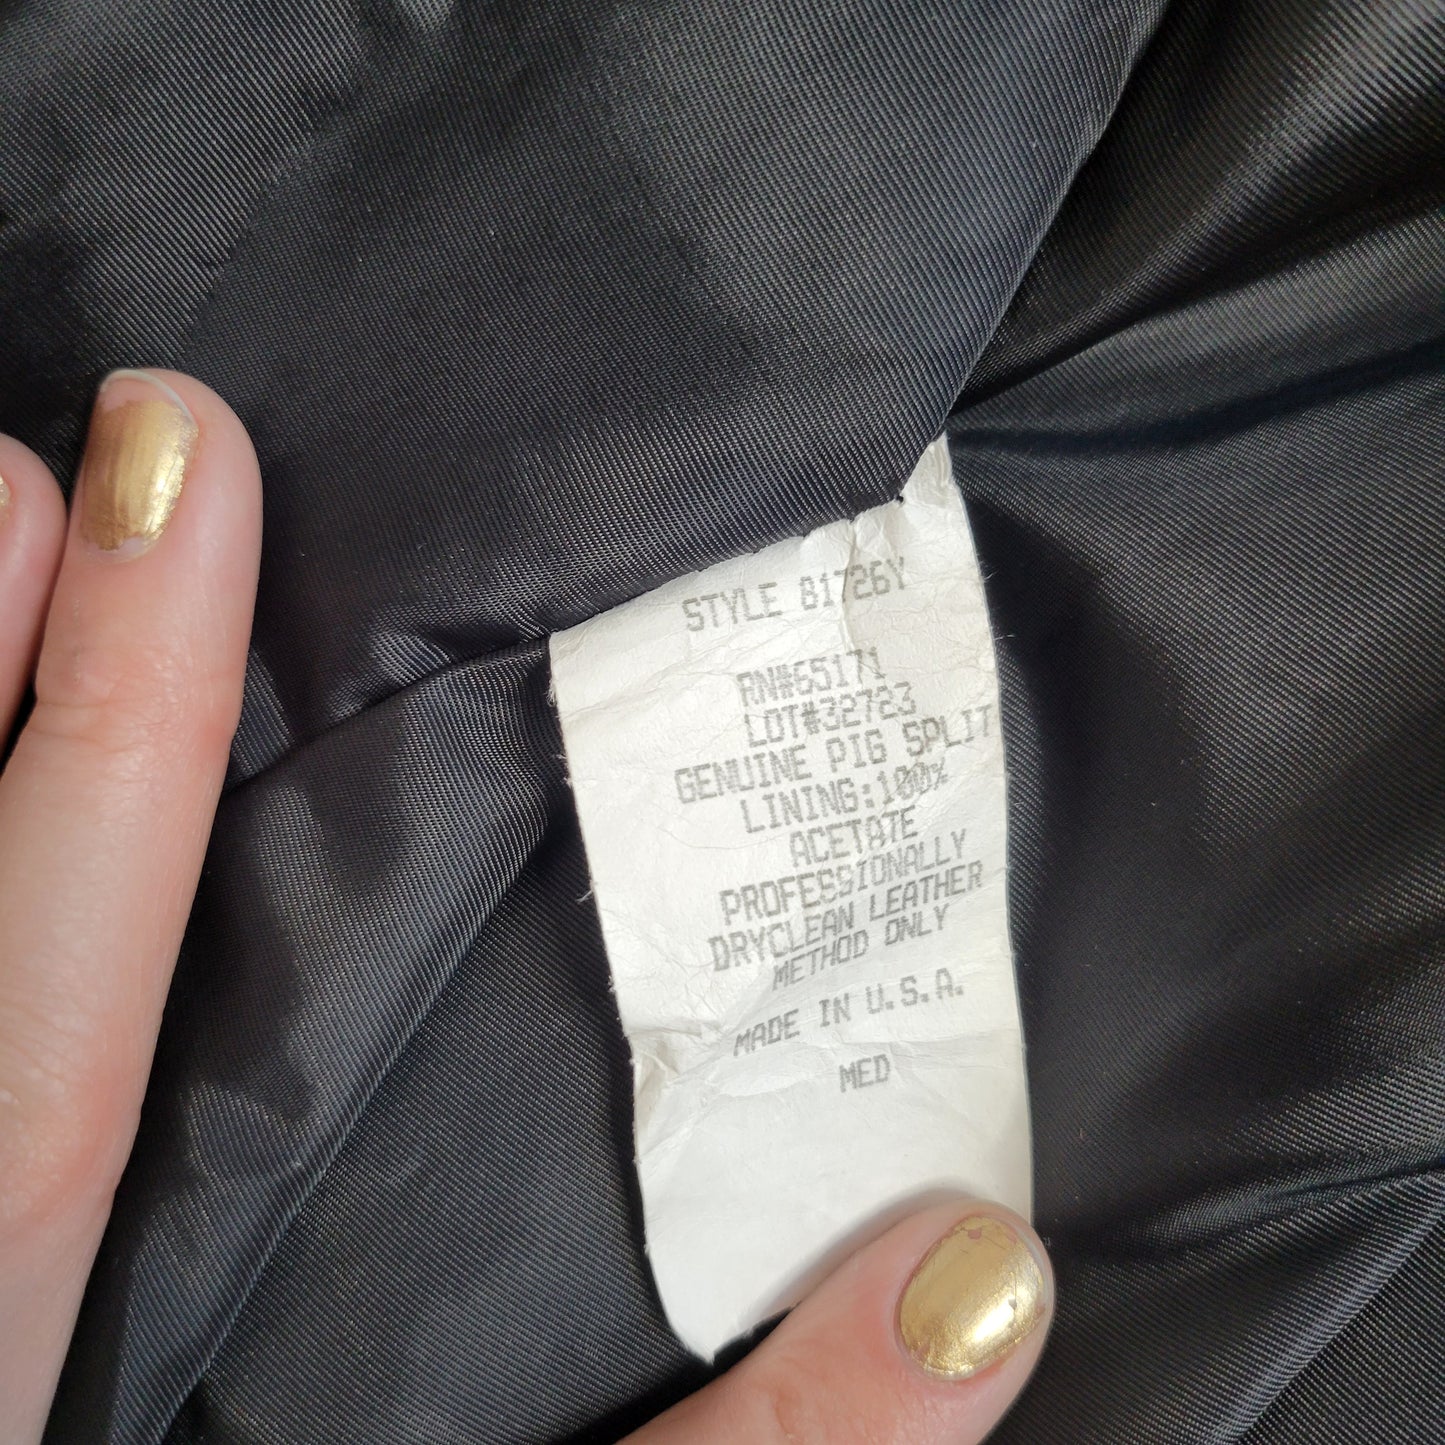 STYLE 81726Y
RN#65171
LOT#32723
GENUINE PIG SPLIT
LINING:100%
ACETATE
PROFESSIONALLY
DRYCLEAN LEATHER
METHOD ONLY
MADE IN U.S.A.
MED